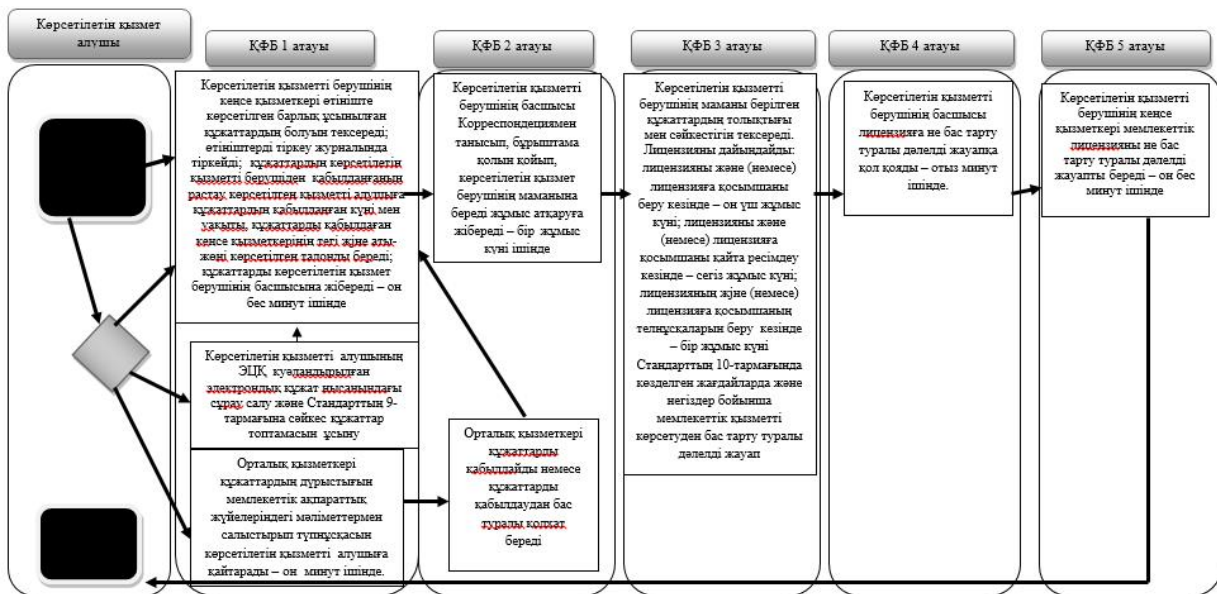 Көрсетілетін қызмет
алушы
ҚФБ 1 атауы
ҚФБ 2 атауы
ҚФБ 3 атауы
ҚФБ 4 атауы
ҚФБ 5 атауы
Көрсетілетін қызметті берушінің
кеңсе қызметкері өтініште
көрсетілген барлық ұсынылған
құжаттардың болуын тексереді;
өтініштерді тіркеу журналында
тіркейді; құжаттардың көрсетілетін
қызметті берушіден қабылданғанын
растау көрсетілген қызметті алушыға
құжаттардың қабылданған күні мен
уақыты, құжаттарды қабылдаған
кеңсе қызметкерінің тегі жіне аты-
жөні көрсетілген талонды береді;
құжаттарды көрсетілетін қызмет
берушінің басшысына жібереді – он
бес минут ішінде
Көрсетілетін қызметті алушының
ЭЦҚ куәландырылған
электрондық құжат нысанындағы
сұрау салу және Стандарттың 9-
тармағына сәйкес құжаттар
топтамасын ұсыну
Орталық қызметкері
құжаттардың дұрыстығын
мемлекеттік ақпараттық
жүйелеріндегі мәліметтермен
салыстырып түпнұсқасын
көрсетілетін қызметті алушыға
қайтарады – он минут ішінде.
Көрсетілетін қызметті
берушінің басшысы
Корреспонденциямен
танысып, бұрыштама
қолын қойып,
көрсетілетін қызмет
берушінің маманына
береді жұмыс атқаруға
жібереді – бір жұмыс
күні ішінде
Орталық қызметкері
құжаттарды
қабылдайды немесе
құжаттарды
қабылдаудан бас
туралы қолхат
береді
Көрсетілетін қызметті
берушінің маманы берілген
құжаттардың толықтығы
мен сәйкестігін тексереді.
Лицензияны дайындайды:
лицензияны және (немесе)
лицензияға қосымшаны
беру кезінде – он үш жұмыс
күні; лицензияны және
(немесе) лицензияға
қосымшаны қайта ресімдеу
кезінде – сегіз жұмыс күні;
лицензияның жіне (немесе)
лицензияға қосымшаның
телнұсқаларын беру кезінде
– бір жұмыс күні
Стандарттың 10-тармағында
көзделген жағдайларда және
негіздер бойынша
мемлекеттік қызметті
көрсетуден бас тарту туралы
дәлелді жауап
Көрсетілетін қызметті
берушінің басшысы
лицензияға не бас тарту
туралы дәлелді жауапқа
қол қояды – отыз минут
ішінде.
Көрсетілетін қызметті
берушінің кеңсе
қызметкері мемлекеттік
лицензияны не бас
тарту туралы дәлелді
жауапты береді – он бес
минут ішінде